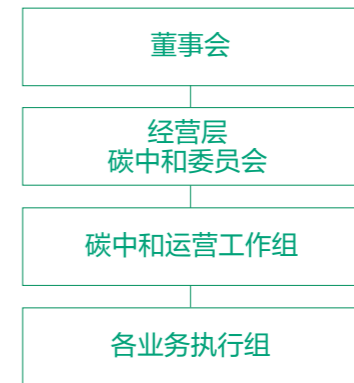 董事会
经营层
碳中和委员会
碳中和运营工作组
各业务执行组